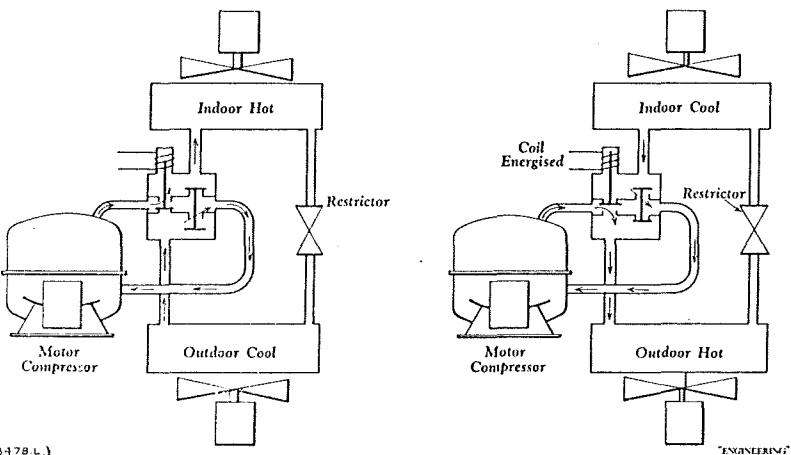 Indoor Hot
Restrictor
Motor
Compressor
Outdoor Cool
Indoor Cool
Coil
Energised
Restrictor
Motor
Compressor
Outdoor Hot
"ENGINEERING"